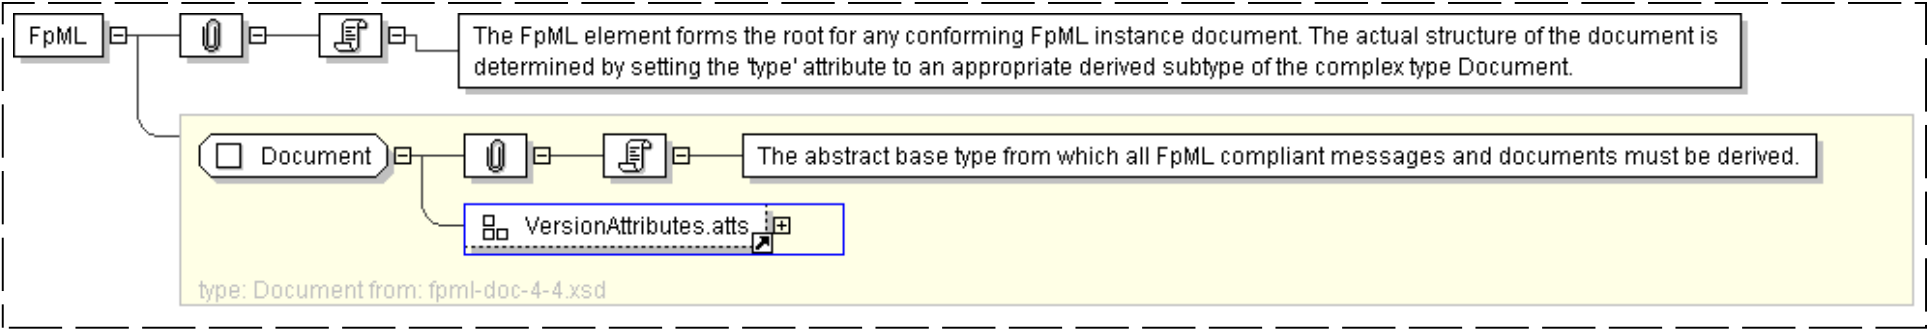 FpML
The FpML element forms the root for any conforming FpML instance document. The actual structure of the document is
determined by setting the 'type' attribute to an appropriate derived subtype of the complex type Document.
Document
The abstract base type from which all FpML compliant messages and documents must be derived.
VersionAttributes.atts
type: Document from: fpml-doc-4-4.xsd